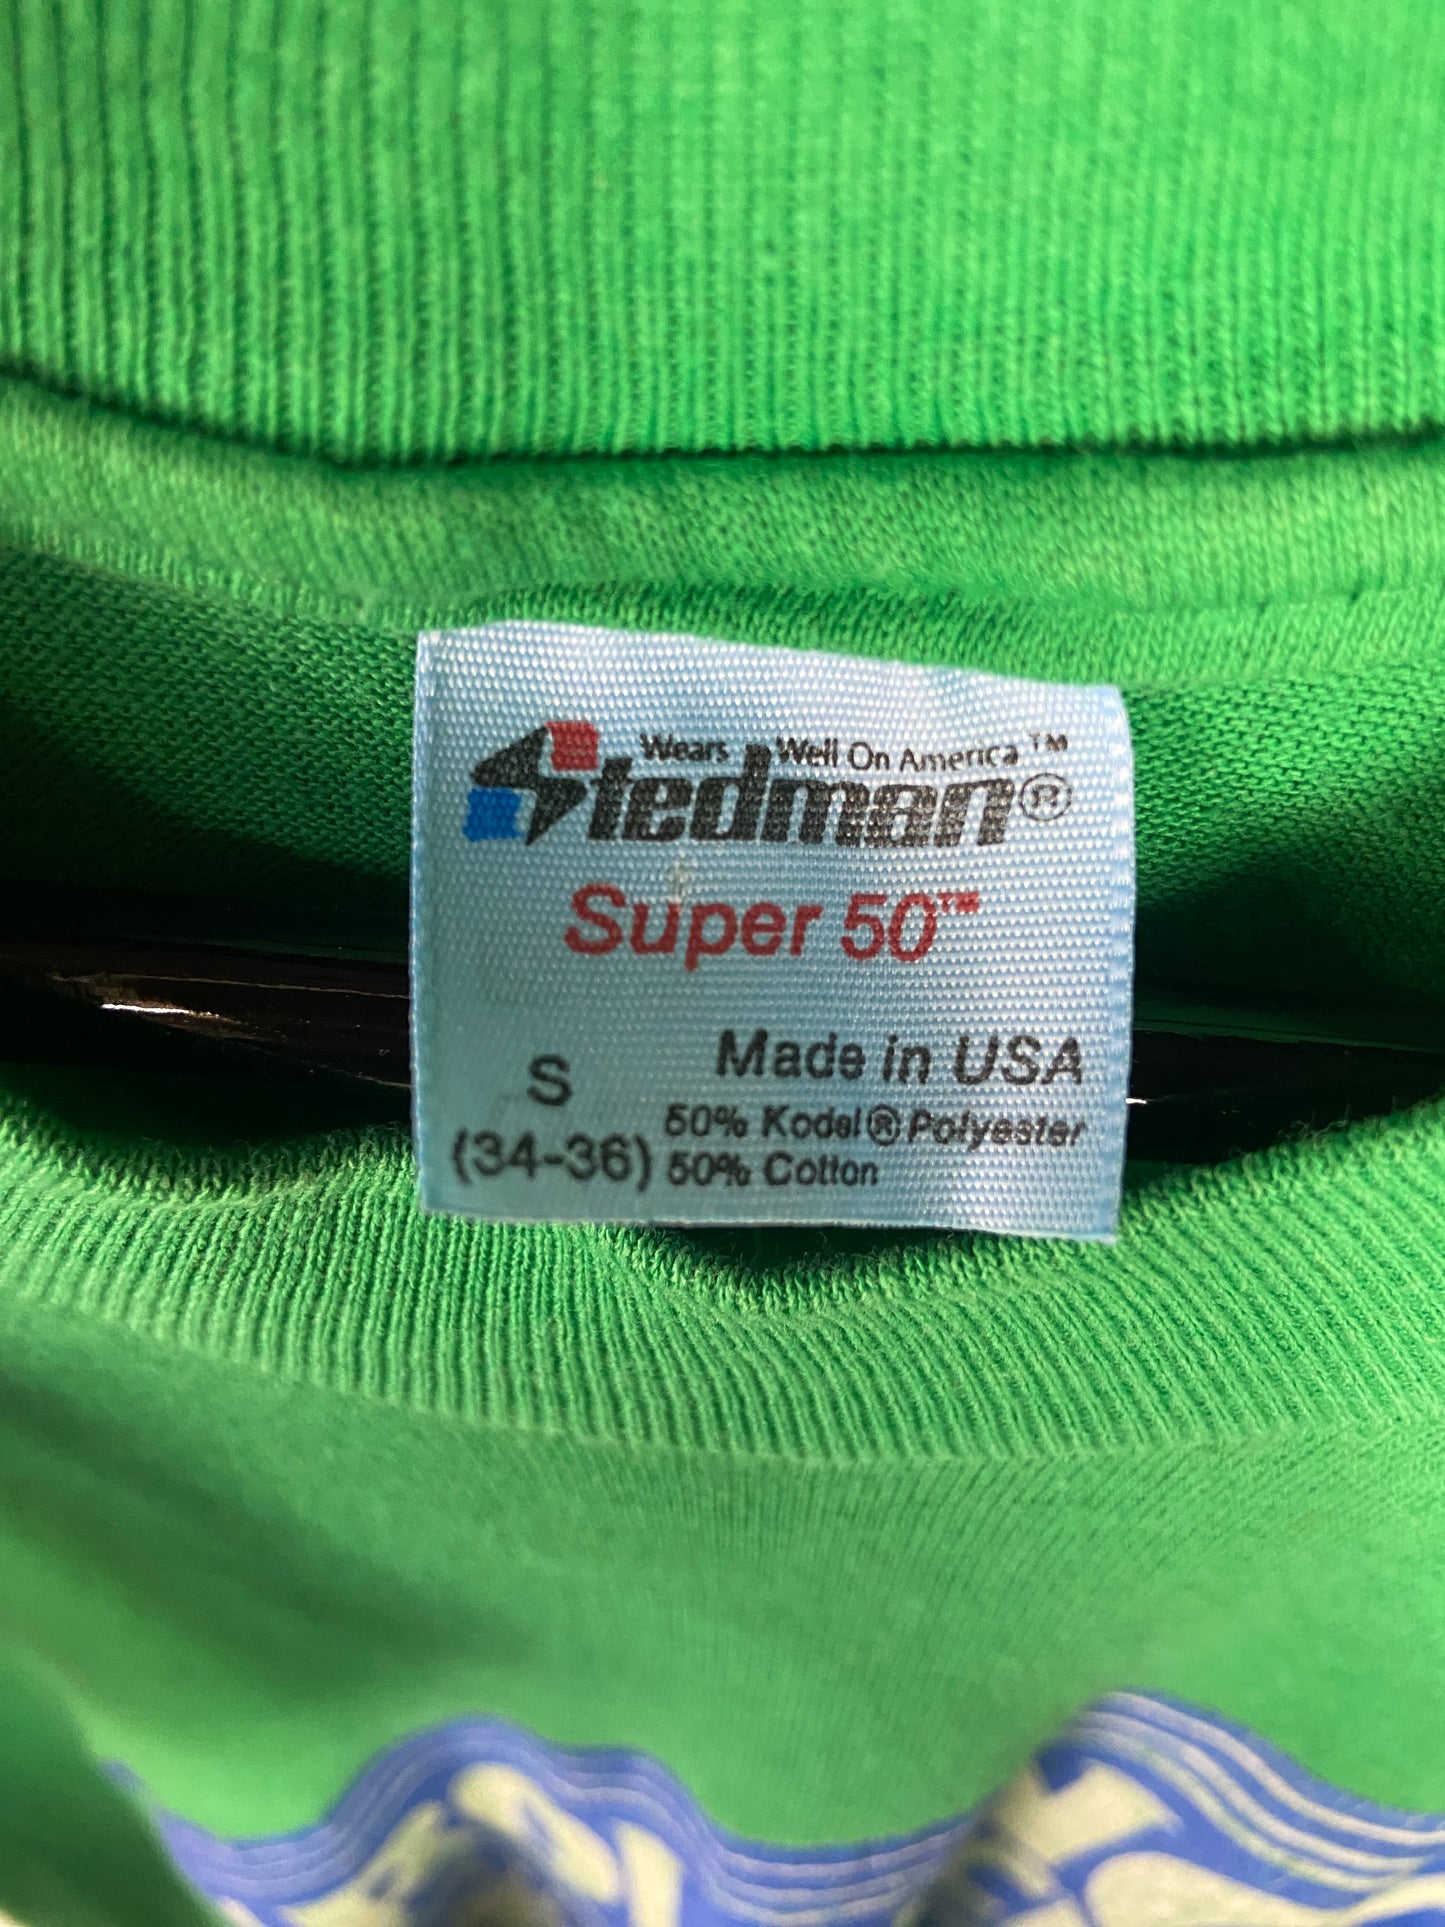 Wears Well On America™
Stedman®
Super 50™
Made in USA
S
50% Kodel® Polyester
(34-36) 50% Cotton